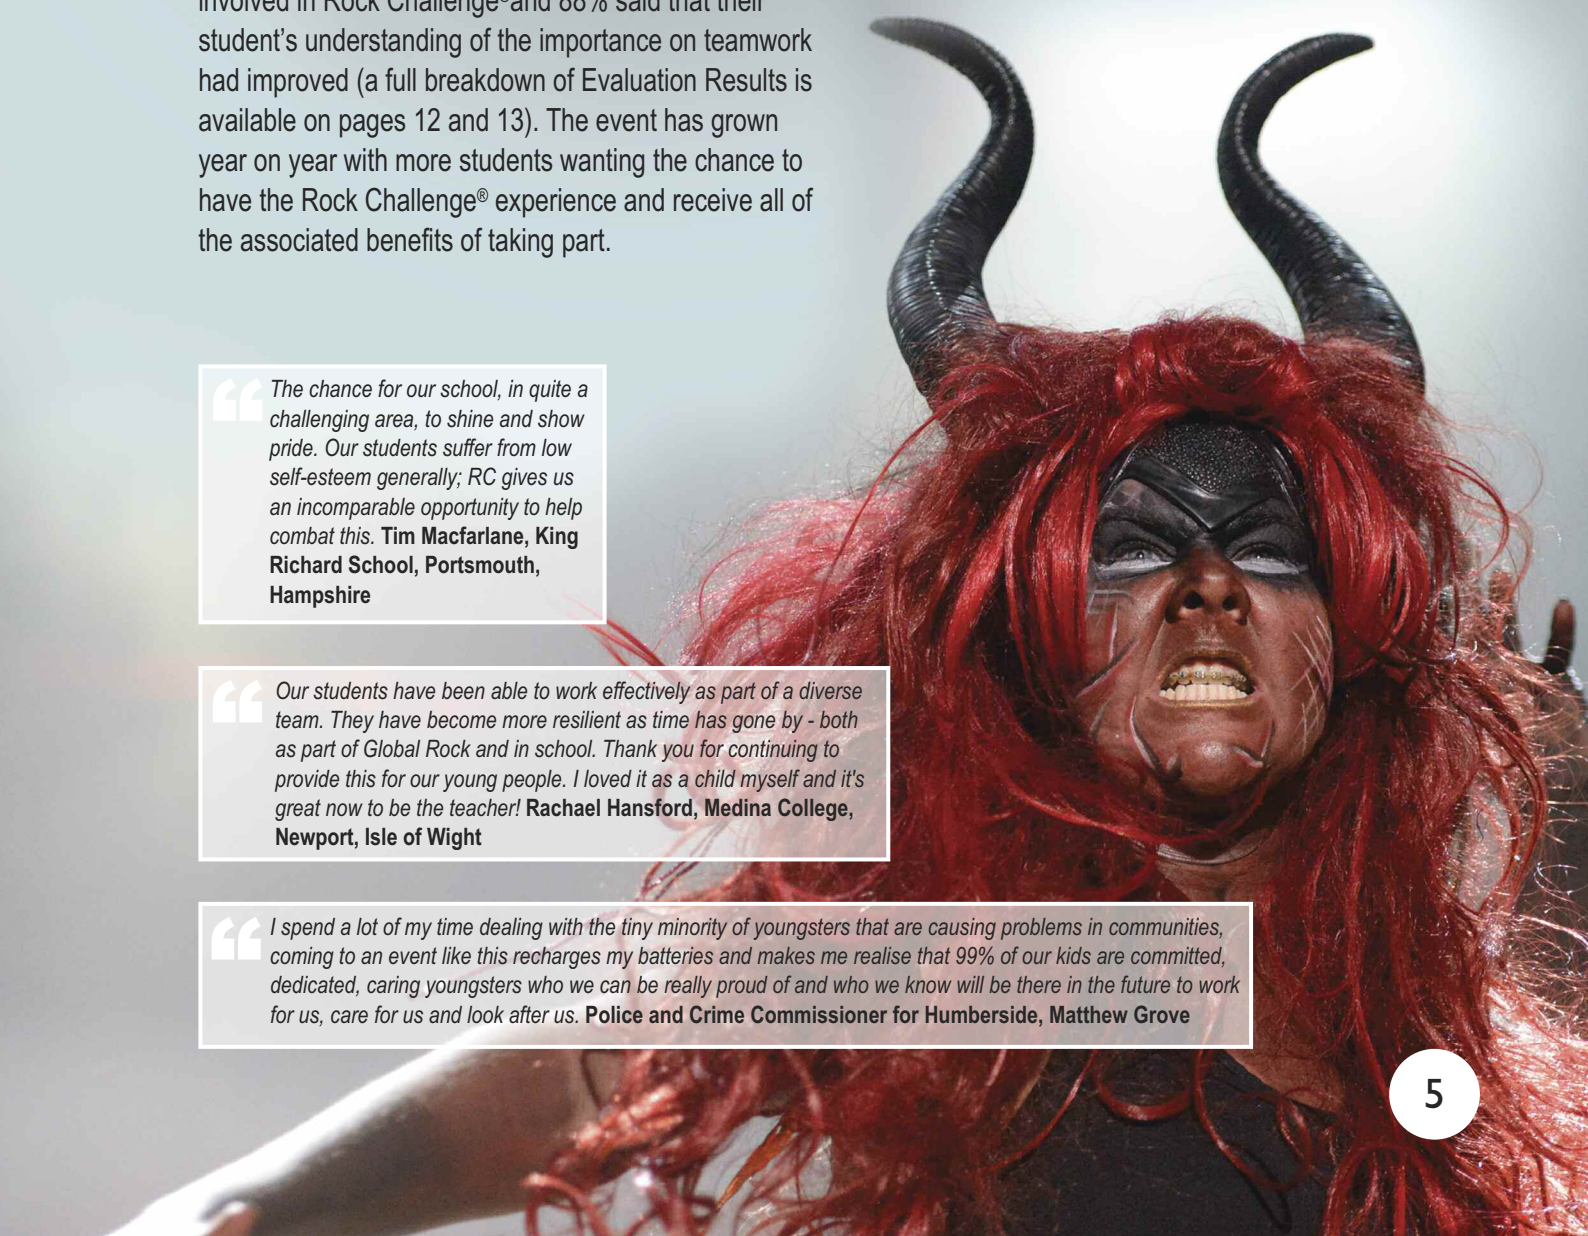 involved in Rock Challenge® and 88% said that their
student’s understanding of the importance on teamwork
had improved (a full breakdown of Evaluation Results is
available on pages 12 and 13). The event has grown
year on year with more students wanting the chance to
have the Rock Challenge® experience and receive all of
the associated benefits of taking part.
“ The chance for our school, in quite a
challenging area, to shine and show
pride. Our students suffer from low
self-esteem generally; RC gives us
an incomparable opportunity to help
combat this. Tim Macfarlane, King
Richard School, Portsmouth,
Hampshire
“ Our students have been able to work effectively as part of a diverse
team. They have become more resilient as time has gone by - both
as part of Global Rock and in school. Thank you for continuing to
provide this for our young people. I loved it as a child myself and it's
great now to be the teacher! Rachael Hansford, Medina College,
Newport, Isle of Wight
“ I spend a lot of my time dealing with the tiny minority of youngsters that are causing problems in communities,
coming to an event like this recharges my batteries and makes me realise that 99% of our kids are committed,
dedicated, caring youngsters who we can be really proud of and who we know will be there in the future to work
for us, care for us and look after us. Police and Crime Commissioner for Humberside, Matthew Grove
5